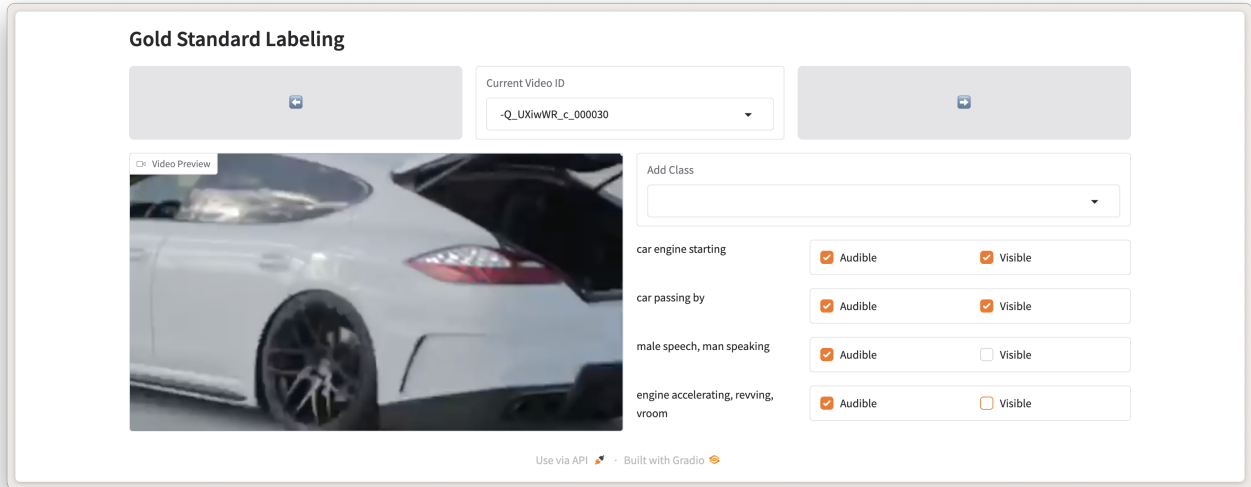 Gold Standard Labeling
Current Video ID
-Q_UXiwWR_c_000030
Video Preview
Add Class
car engine starting
Audible
Visible
car passing by
Audible
Visible
male speech, man speaking
Audible
Visible
engine accelerating, revving,
vroom
Audible
Visible
Use via API · Built with Gradio